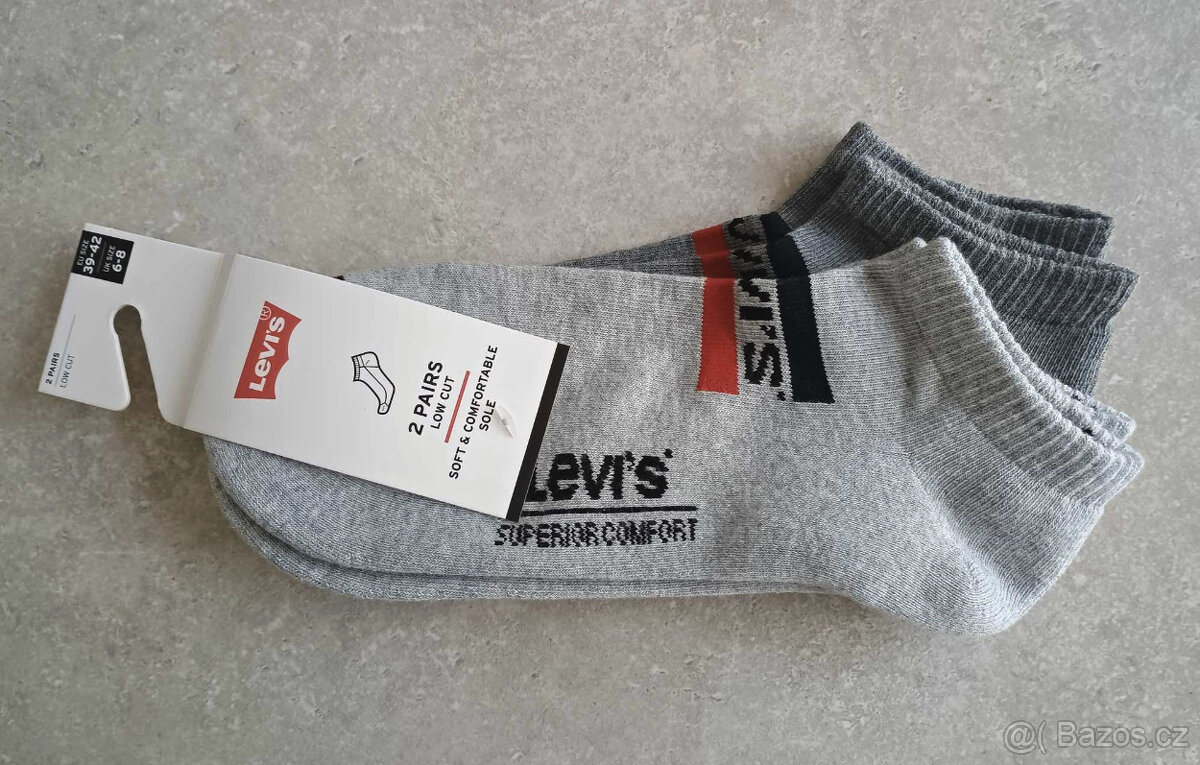 EU SIZE
39-42
UK SIZE
6-8
2 PAIRS
LOW CUT
Levi's®
2 PAIRS
LOW CUT
SOFT & COMFORTABLE
SOLE
Levi's
SUPERIOR COMFORT
@( Bazos.cz